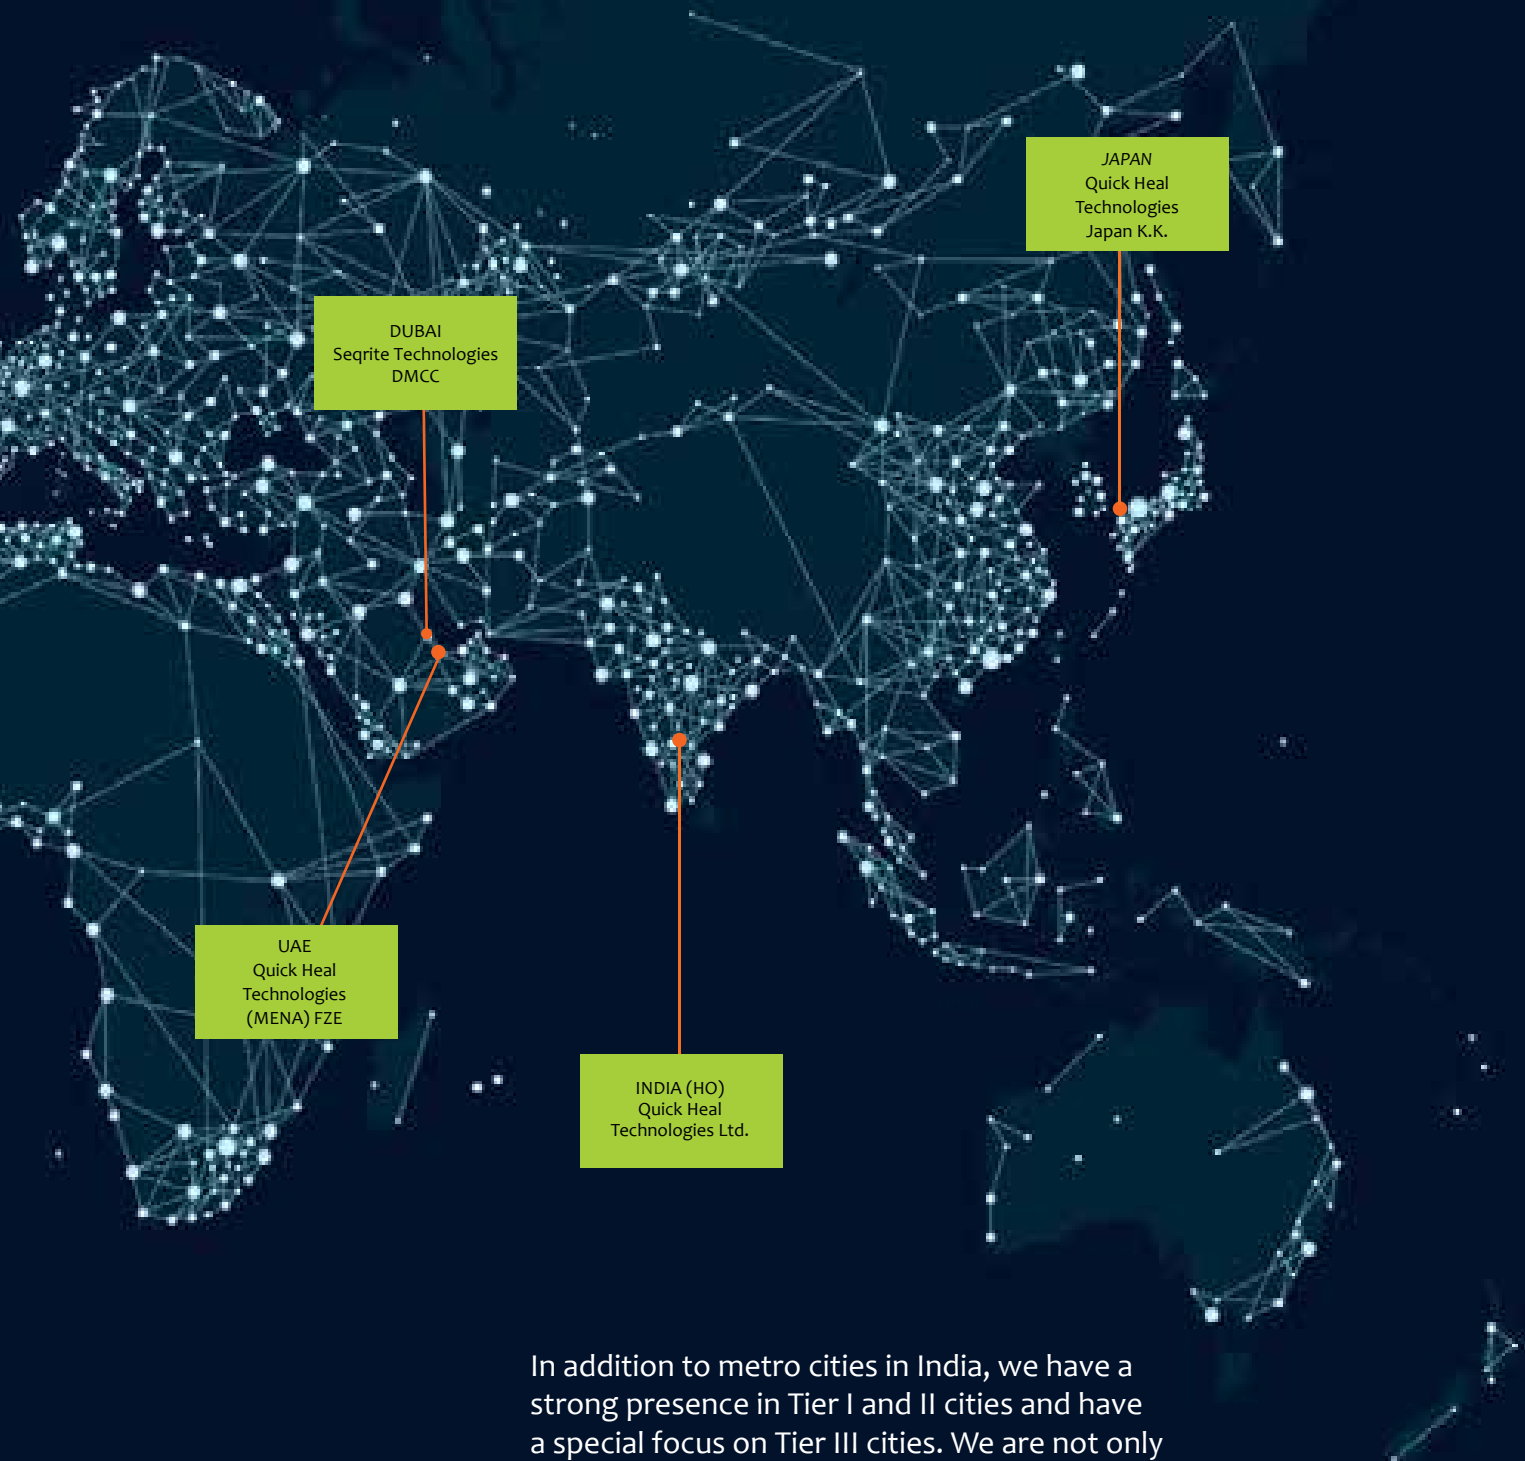 JAPAN
Quick Heal
Technologies
Japan K.K.
DUBAI
Seqrite Technologies
DMCC
UAE
Quick Heal
Technologies
(MENA) FZE
INDIA (HO)
Quick Heal
Technologies Ltd.
In addition to metro cities in India, we have a
strong presence in Tier I and II cities and have
a special focus on Tier III cities. We are not only